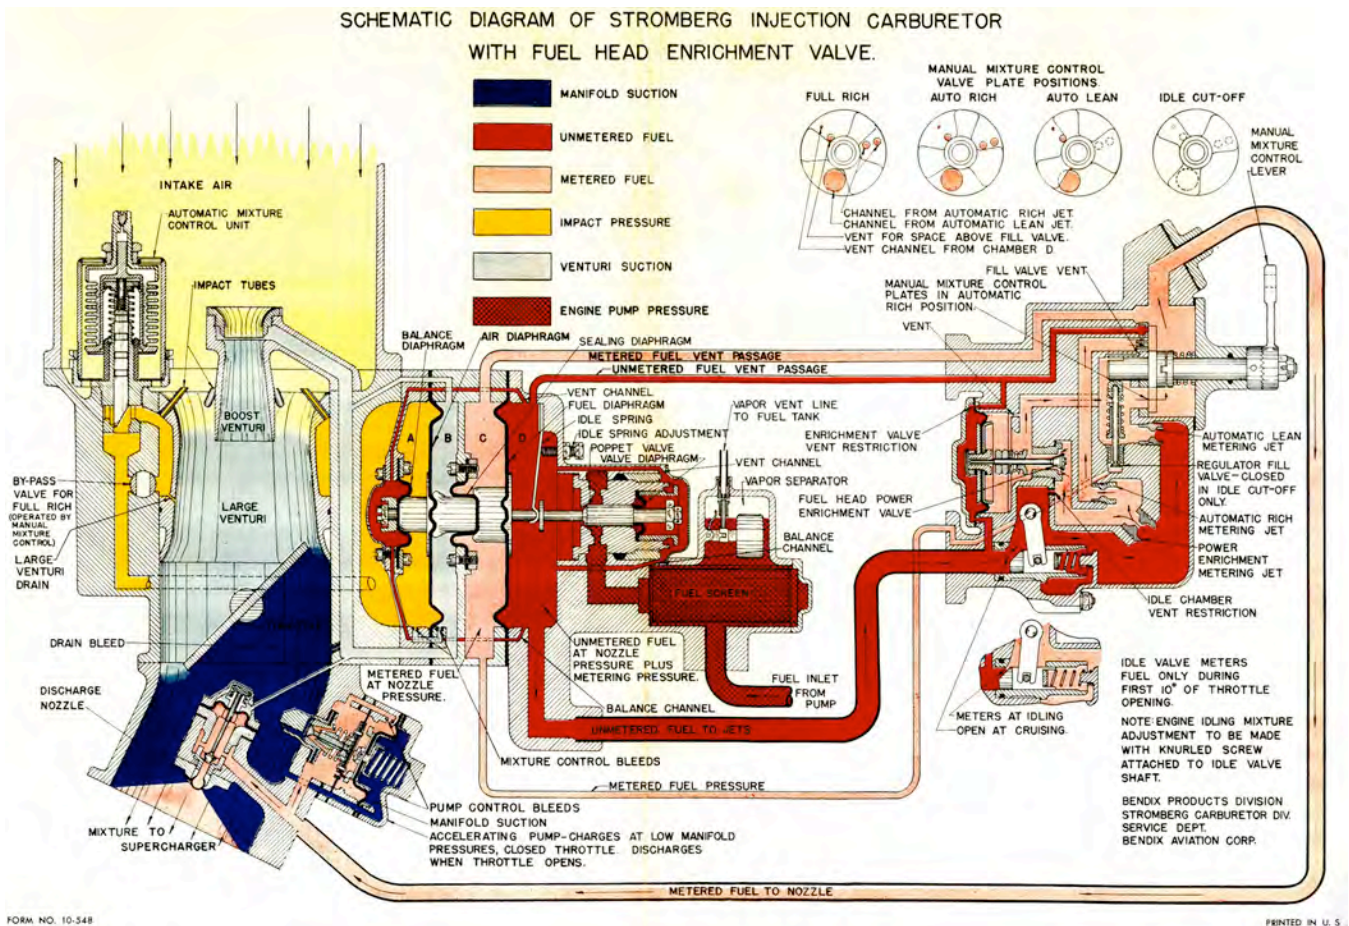 SCHEMATIC DIAGRAM OF STROMBERG INJECTION CARBURETOR
WITH FUEL HEAD ENRICHMENT VALVE.
MANIFOLD SUCTION
UNMETERED FUEL
METERED FUEL
IMPACT PRESSURE
VENTURI SUCTION
ENGINE PUMP PRESSURE
MANUAL MIXTURE CONTROL
VALVE PLATE POSITIONS.
FULL RICH
AUTO RICH
AUTO LEAN
IDLE CUT-OFF
MANUAL
MIXTURE
CONTROL
LEVER
CHANNEL FROM AUTOMATIC RICH JET.
CHANNEL FROM AUTOMATIC LEAN JET.
VENT FOR SPACE ABOVE FILL VALVE.
VENT CHANNEL FROM CHAMBER D.
INTAKE AIR
AUTOMATIC MIXTURE
CONTROL UNIT
IMPACT TUBES
BALANCE
DIAPHRAGM
AIR DIAPHRAGM
SEALING DIAPHRAGM
METERED FUEL VENT PASSAGE
UNMETERED FUEL VENT PASSAGE
FILL VALVE VENT
MANUAL MIXTURE CONTROL
PLATES IN AUTOMATIC
RICH POSITION
VENT
VENT CHANNEL
FUEL DIAPHRAGM
IDLE SPRING
IDLE SPRING ADJUSTMENT
POPPET VALVE
VALVE DIAPHRAGM
VAPOR VENT LINE
TO FUEL TANK
VENT CHANNEL
VAPOR SEPARATOR
BALANCE
CHANNEL
ENRICHMENT VALVE
VENT RESTRICTION
FUEL HEAD POWER
ENRICHMENT VALVE
AUTOMATIC LEAN
METERING JET
REGULATOR FILL
VALVE-CLOSED
IN IDLE CUT-OFF
ONLY.
AUTOMATIC RICH
METERING JET
POWER
ENRICHMENT
METERING JET
IDLE CHAMBER
VENT RESTRICTION
BOOST
VENTURI
LARGE
VENTURI
A
B
C
D
BY-PASS
VALVE FOR
FULL RICH
(OPERATED BY
MANUAL
MIXTURE
CONTROL)
LARGE-
VENTURI
DRAIN
THROTTLE
DRAIN BLEED
DISCHARGE
NOZZLE
FUEL SCREEN
FUEL INLET
FROM
PUMP
UNMETERED FUEL
AT NOZZLE
PRESSURE PLUS
METERING PRESSURE.
METERED FUEL
AT NOZZLE
PRESSURE.
BALANCE CHANNEL
UNMETERED FUEL TO JETS
MIXTURE CONTROL BLEEDS
METERED FUEL PRESSURE
METERS AT IDLING
OPEN AT CRUISING.
IDLE VALVE METERS
FUEL ONLY DURING
FIRST 10° OF THROTTLE
OPENING.
NOTE: ENGINE IDLING MIXTURE
ADJUSTMENT TO BE MADE
WITH KNURLED SCREW
ATTACHED TO IDLE VALVE
SHAFT.
BENDIX PRODUCTS DIVISION
STROMBERG CARBURETOR DIV.
SERVICE DEPT.
BENDIX AVIATION CORP.
PUMP CONTROL BLEEDS
MANIFOLD SUCTION
ACCELERATING PUMP-CHARGES AT LOW MANIFOLD
PRESSURES, CLOSED THROTTLE DISCHARGES
WHEN THROTTLE OPENS.
MIXTURE TO
SUPERCHARGER
METERED FUEL TO NOZZLE
FORM NO. 10-548
PRINTED IN U. S.